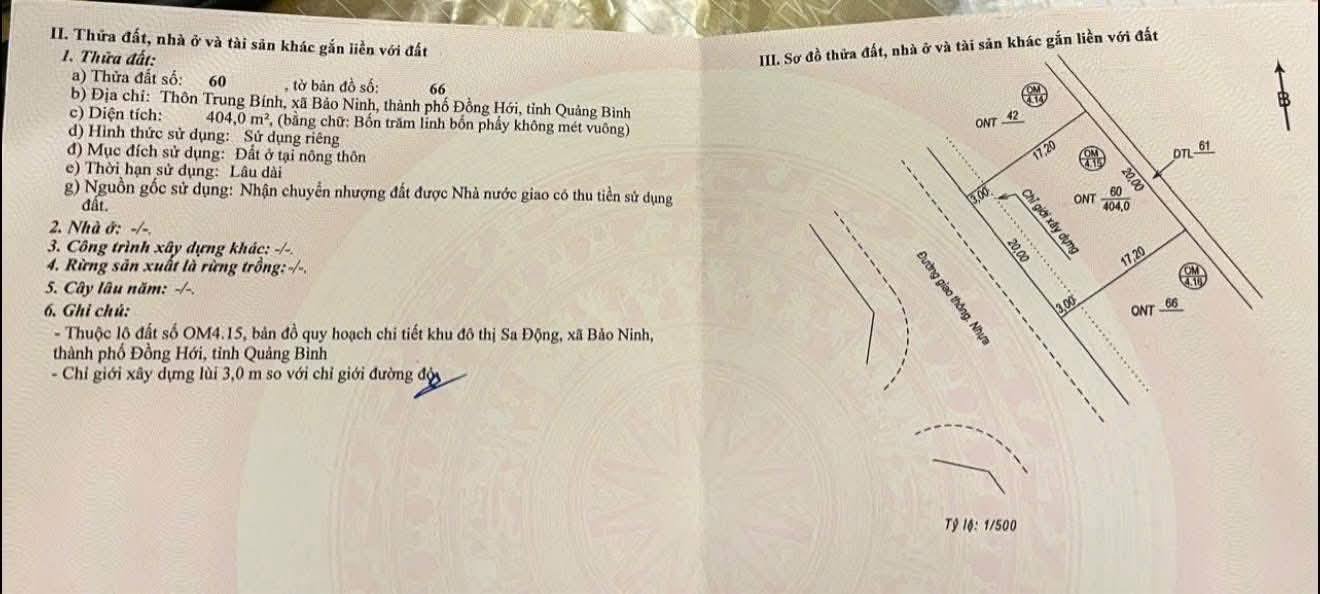 II. Thửa đất, nhà ở và tài sản khác gắn liền với đất
1. Thửa đất:
a) Thửa đất số: 60 , tờ bản đồ số: 66
b) Địa chỉ: Thôn Trung Bính, xã Bảo Ninh, thành phố Đồng Hới, tỉnh Quảng Bình
c) Diện tích: 404,0 m², (bằng chữ: Bốn trăm linh bốn phẩy không mét vuông)
d) Hình thức sử dụng: Sử dụng riêng
đ) Mục đích sử dụng: Đất ở tại nông thôn
e) Thời hạn sử dụng: Lâu dài
g) Nguồn gốc sử dụng: Nhận chuyển nhượng đất được Nhà nước giao có thu tiền sử dụng
đất.
2. Nhà ở: -/-.
3. Công trình xây dựng khác: -/-.
4. Rừng sản xuất là rừng trồng: -/-.
5. Cây lâu năm: -/-.
6. Ghi chú:
- Thuộc lô đất số OM4.15, bản đồ quy hoạch chi tiết khu đô thị Sa Động, xã Bảo Ninh,
thành phố Đồng Hới, tỉnh Quảng Bình
- Chỉ giới xây dựng lùi 3,0 m so với chỉ giới đường đỏ
III. Sơ đồ thửa đất, nhà ở và tài sản khác gắn liền với đất
B
OM
4.14
ONT 42
17,20
OM
4.15
20,00
DTL 61
ONT 60
404,0
3,00
Chỉ giới xây dựng
20,00
17,20
OM
4.16
3,00
ONT 66
Đường giao thông, Nhựa
Tỷ lệ: 1/500